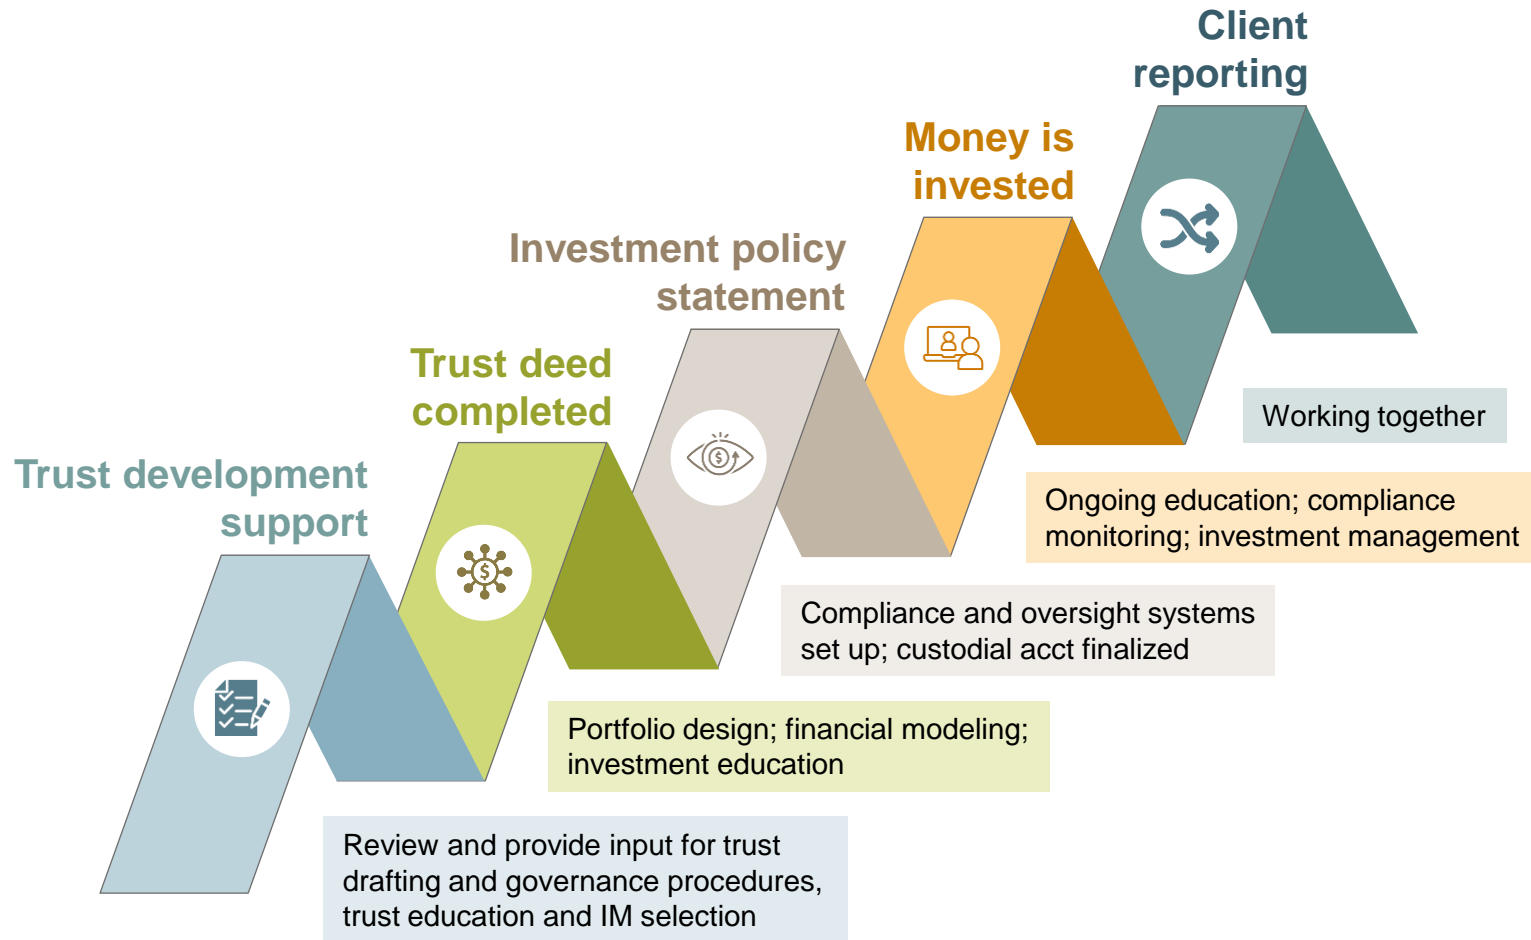 Client
reporting
Money is
invested
Investment policy
statement
Trust deed
completed
Trust development
support
Working together
Ongoing education; compliance
monitoring; investment management
Compliance and oversight systems
set up; custodial acct finalized
Portfolio design; financial modeling;
investment education
Review and provide input for trust
drafting and governance procedures,
trust education and IM selection
$
$